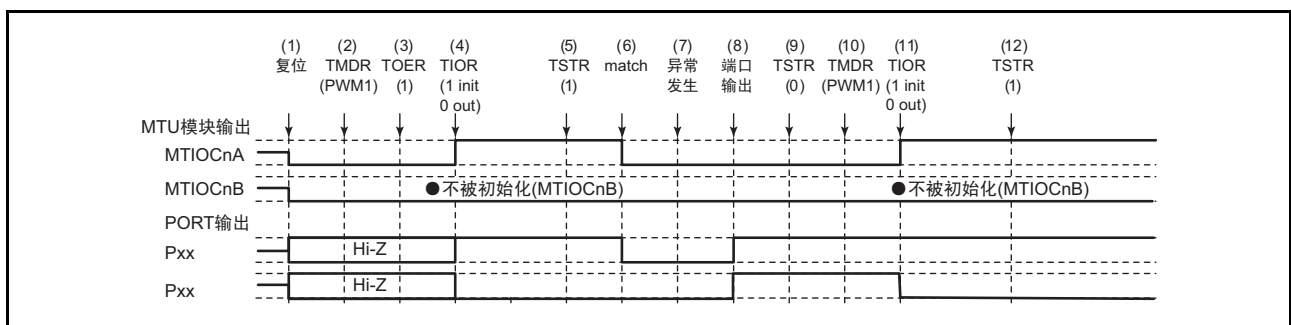 (1) (2) (3) (4) (5) (6) (7) (8) (9) (10) (11) (12)
复位 TMDR TOER TIOR TSTR match 异常 端口 TSTR TMDR TIOR TSTR
(PWM1) (1) (1 init (1) 发生 输出 (0) (PWM1) (1 init (1)
0 out) 0 out)
MTU模块输出
MTIOCnA
MTIOCnB ●不被初始化(MTIOCnB) ●不被初始化(MTIOCnB)
PORT输出
Pxx Hi-Z
Pxx Hi-Z